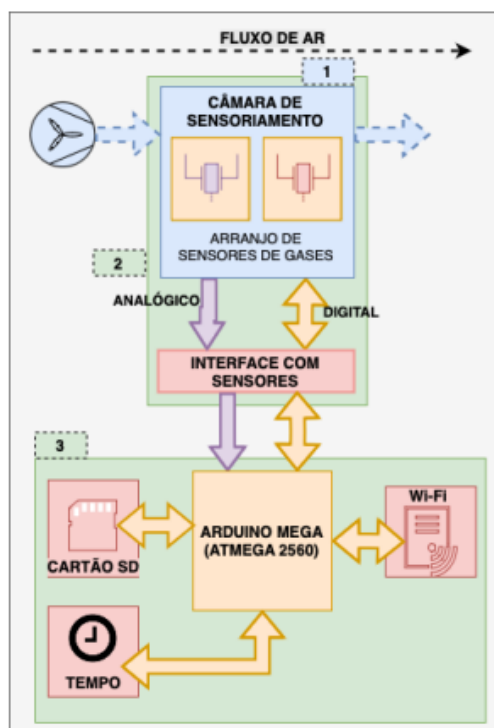 FLUXO DE AR
1
CÂMARA DE
SENSORIAMENTO
ARRANJO DE
SENSORES DE GASES
2
ANALÓGICO
DIGITAL
INTERFACE COM
SENSORES
3
CARTÃO SD
ARDUINO MEGA
(ATMEGA 2560)
Wi-Fi
TEMPO